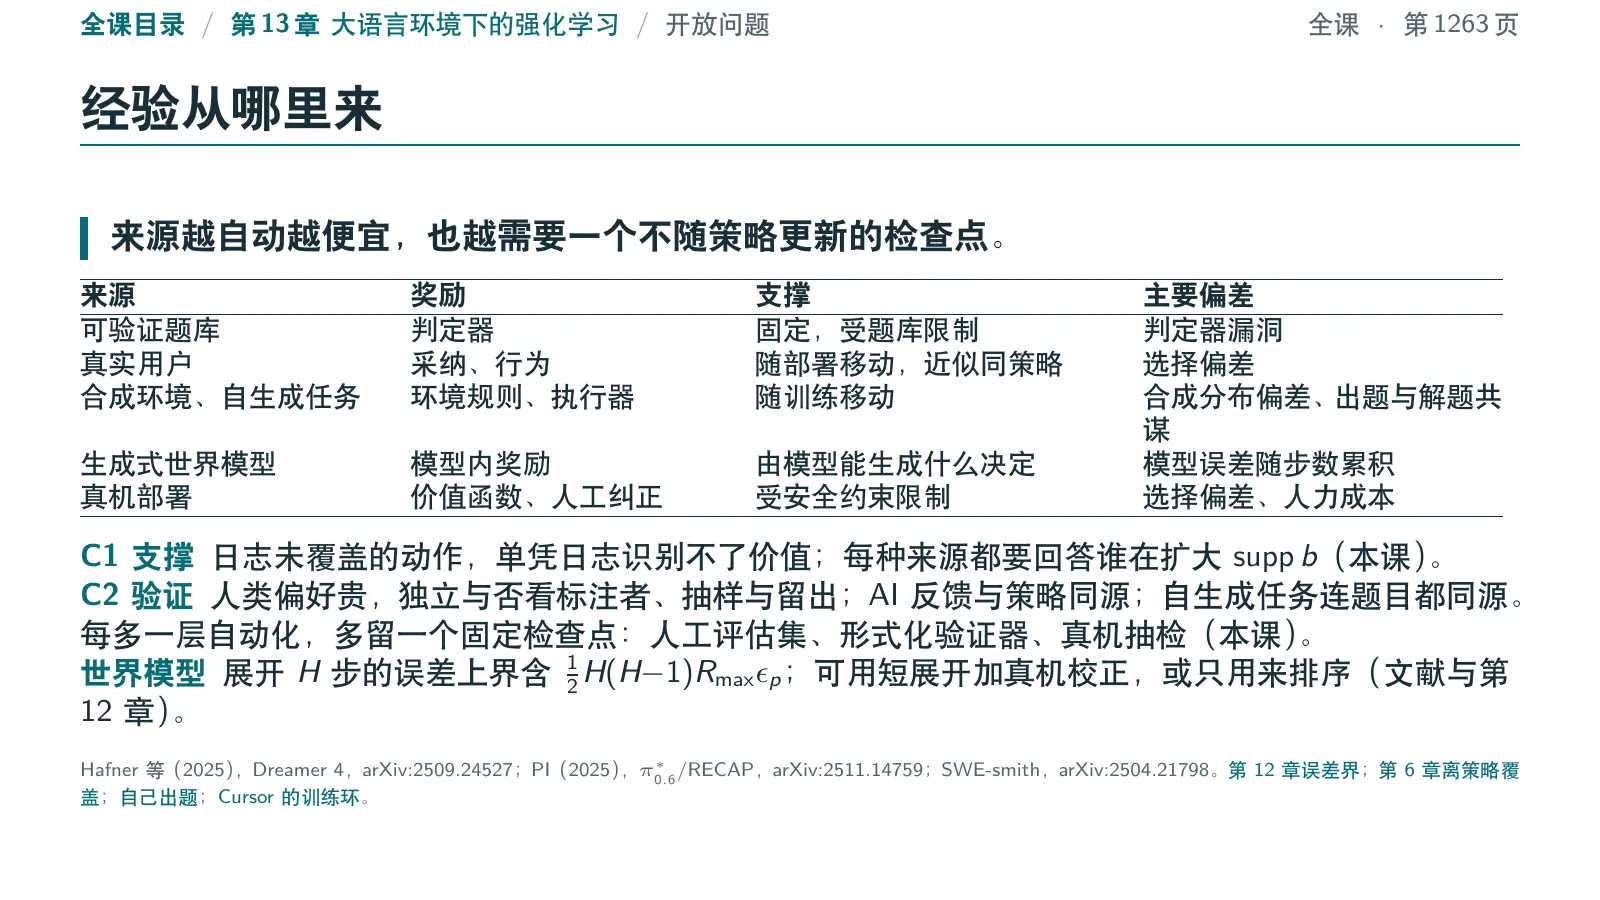 全课目录 / 第 13 章 大语言环境下的强化学习 / 开放问题
全课 · 第 1263 页
经验从哪里来
来源越自动越便宜，也越需要一个不随策略更新的检查点。
来源 奖励 支撑 主要偏差
可验证题库 判定器 固定，受题库限制 判定器漏洞
真实用户 采纳、行为 随部署移动，近似同策略 选择偏差
合成环境、自生成任务 环境规则、执行器 随训练移动 合成分布偏差、出题与解题共
谋
生成式世界模型 模型内奖励 由模型能生成什么决定 模型误差随步数累积
真机部署 价值函数、人工纠正 受安全约束限制 选择偏差、人力成本
C1 支撑 日志未覆盖的动作，单凭日志识别不了价值；每种来源都要回答谁在扩大 supp b（本课）。
C2 验证 人类偏好贵，独立与否看标注者、抽样与留出；AI 反馈与策略同源；自生成任务连题目都同源。
每多一层自动化，多留一个固定检查点：人工评估集、形式化验证器、真机抽检（本课）。
世界模型 展开 H 步的误差上界含 ½H(H−1)R_max ϵ_p；可用短展开加真机校正，或只用来排序（文献与第
12 章）。
Hafner 等 (2025)，Dreamer 4，arXiv:2509.24527；PI (2025)，π*_0.6/RECAP，arXiv:2511.14759；SWE-smith，arXiv:2504.21798。第 12 章误差界；第 6 章离策略覆
盖；自己出题；Cursor 的训练环。